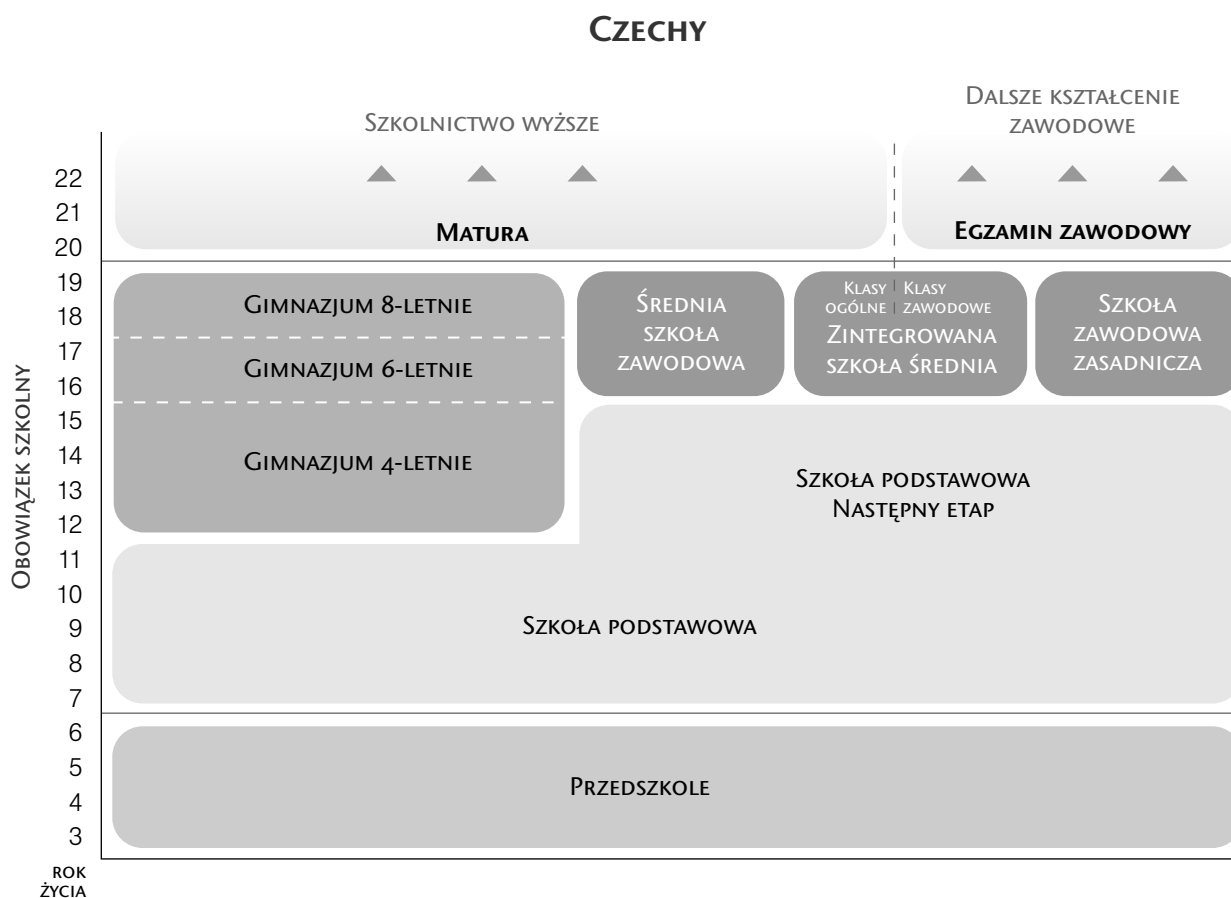 Czechy
Szkolnictwo wyższe
Dalsze kształcenie
zawodowe
22
21
20
Matura
Egzamin zawodowy
19
18
17
16
15
14
13
12
11
10
9
8
7
6
5
4
3
Obowiązek szkolny
Gimnazjum 8-letnie
Gimnazjum 6-letnie
Gimnazjum 4-letnie
Średnia
szkoła
zawodowa
Klasy
ogólne
Klasy
zawodowe
Zintegrowana
szkoła średnia
Szkoła
zawodowa
zasadnicza
Szkoła podstawowa
Następny etap
Szkoła podstawowa
Przedszkole
rok
życia